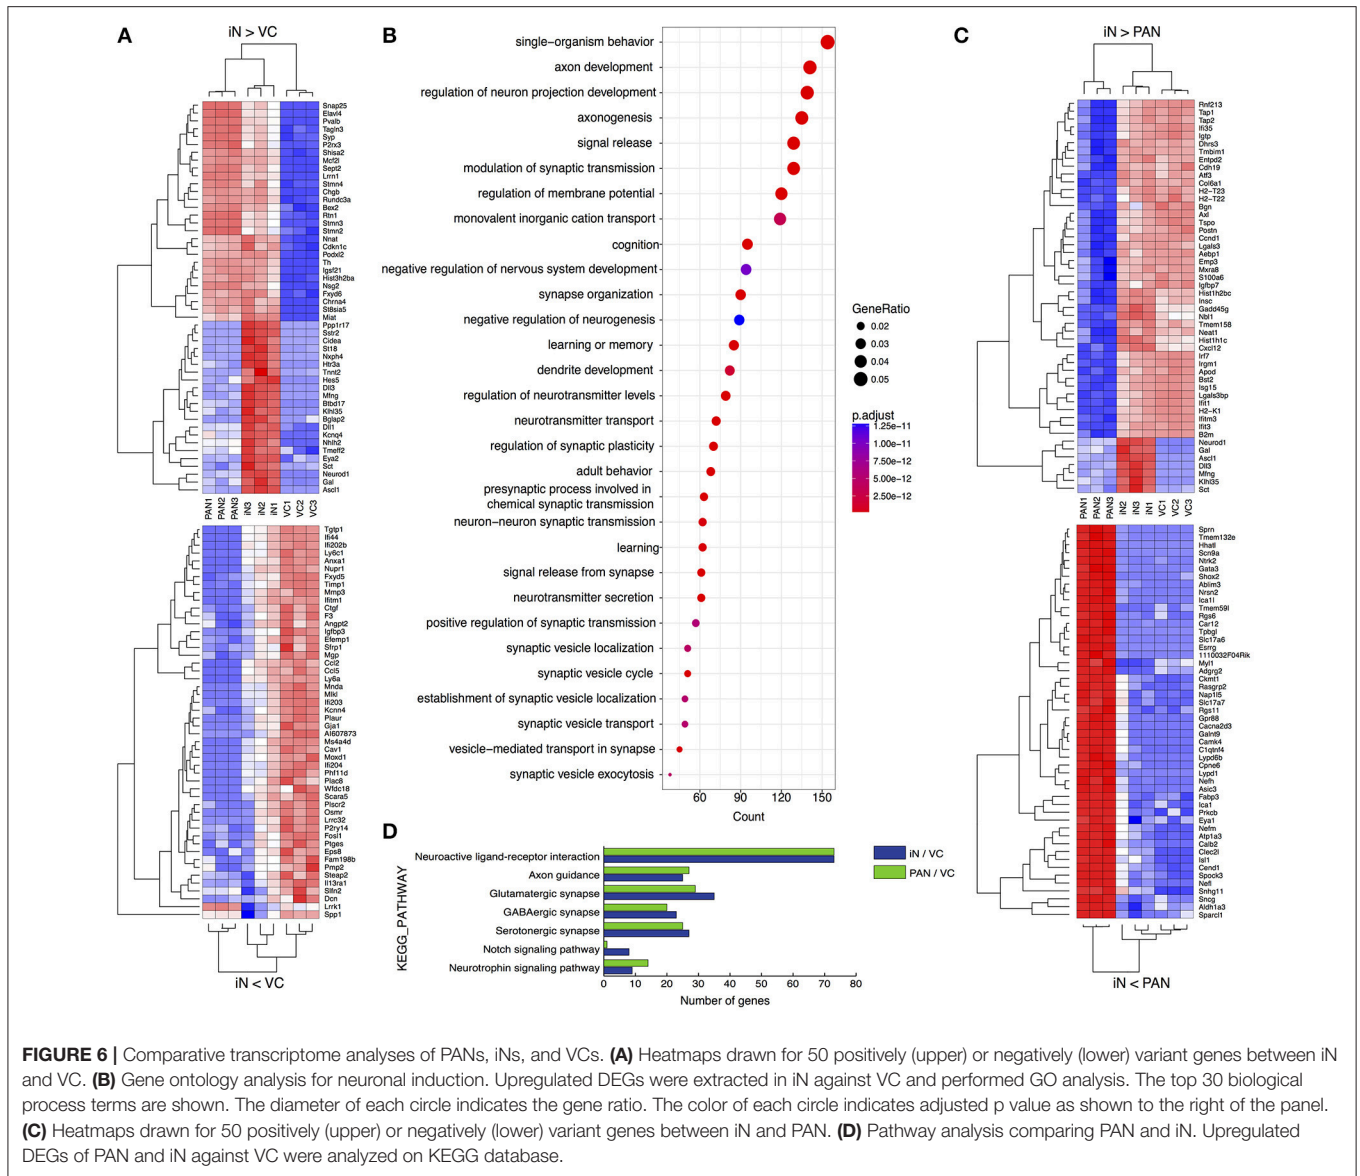 A
iN > VC
Snap25
Elavl4
Pvalb
Tagln3
Syp
P2rx3
Shisa2
Mcf2l
Sept2
Lrrn1
Stmn4
Chgb
Rundc3a
Bex2
Rtn1
Stmn3
Stmn2
Nnat
Cdkn1c
Podxl2
Th
Igsf21
Hist3h2ba
Nsg2
Fxyd6
Chrna4
St8sia5
Miat
Ppp1r17
Sstr2
Cidea
St18
Nxph4
Htr3a
Tnnt2
Hes5
Dll3
Mfng
Btbd17
Klhl35
Bglap2
Dll1
Kcnq4
Nhlh2
Tmeff2
Eya2
Sct
Neurod1
Gal
Ascl1
PAN1
PAN2
PAN3
iN3
iN2
iN1
VC1
VC2
VC3
Tgtp1
Ifi44
Ifi202b
Ly6c1
Anxa1
Nupr1
Fxyd5
Timp1
Mmp3
Ifitm1
Ctgf
F3
Angpt2
Igfbp3
Efemp1
Sfrp1
Mgp
Ccl2
Ccl5
Ly6a
Mnda
Mlkl
Ifi203
Kcnn4
Plaur
Gja1
AI607873
Ms4a4d
Cav1
Moxd1
Ifi204
Phf11d
Plac8
Wfdc18
Scara5
Plscr2
Osmr
Lrrc32
P2ry14
Fosl1
Ptges
Eps8
Fam198b
Pmp2
Steap2
Il13ra1
Slfn2
Dcn
Lrrk1
Spp1
iN < VC
B
single−organism behavior
axon development
regulation of neuron projection development
axonogenesis
signal release
modulation of synaptic transmission
regulation of membrane potential
monovalent inorganic cation transport
cognition
negative regulation of nervous system development
synapse organization
negative regulation of neurogenesis
learning or memory
dendrite development
regulation of neurotransmitter levels
neurotransmitter transport
regulation of synaptic plasticity
adult behavior
presynaptic process involved in
chemical synaptic transmission
neuron−neuron synaptic transmission
learning
signal release from synapse
neurotransmitter secretion
positive regulation of synaptic transmission
synaptic vesicle localization
synaptic vesicle cycle
establishment of synaptic vesicle localization
synaptic vesicle transport
vesicle−mediated transport in synapse
synaptic vesicle exocytosis
60 90 120 150
Count
GeneRatio
0.02
0.03
0.04
0.05
p.adjust
1.25e−11
1.00e−11
7.50e−12
5.00e−12
2.50e−12
C
iN > PAN
Rnf213
Tap1
Tap2
Ifi35
Igtp
Dhrs3
Tmbim1
Entpd2
Cdh19
Atf3
Col6a1
H2−T23
H2−T22
Bgn
Axl
Tspo
Postn
Ccnd1
Lgals3
Aebp1
Emp3
Mxra8
S100a6
Igfbp7
Hist1h2bc
Insc
Gadd45g
Nbl1
Tmem158
Neat1
Hist1h1c
Cxcl12
Irf7
Irgm1
Apod
Bst2
Isg15
Lgals3bp
Ifit1
H2−K1
Ifitm3
Ifit3
B2m
Neurod1
Gal
Ascl1
Dll3
Mfng
Klhl35
Sct
PAN1
PAN2
PAN3
iN2
iN3
iN1
VC1
VC2
VC3
Sprn
Tmem132e
Hhatl
Scn9a
Ntrk2
Gata3
Shox2
Ablim3
Nrsn2
Ica1l
Tmem59l
Rgs6
Car12
Tpbgl
Slc17a6
Esrrg
1110032F04Rik
Myl1
Adgrg2
Ckmt1
Rasgrp2
Nap1l5
Slc17a7
Rgs11
Gpr88
Cacna2d3
Galnt9
Camk4
C1qtnf4
Lypd6b
Cpne6
Lypd1
Nefh
Asic3
Fabp3
Ica1
Prkcb
Eya1
Nefm
Atp1a3
Calb2
Clec2l
Isl1
Cend1
Spock3
Nefl
Snhg11
Sncg
Aldh1a3
Sparcl1
iN < PAN
D
KEGG_PATHWAY
Neuroactive ligand-receptor interaction
Axon guidance
Glutamatergic synapse
GABAergic synapse
Serotonergic synapse
Notch signaling pathway
Neurotrophin signaling pathway
0 10 20 30 40 50 60 70 80
Number of genes
iN / VC
PAN / VC
FIGURE 6 | Comparative transcriptome analyses of PANs, iNs, and VCs. (A) Heatmaps drawn for 50 positively (upper) or negatively (lower) variant genes between iN
and VC. (B) Gene ontology analysis for neuronal induction. Upregulated DEGs were extracted in iN against VC and performed GO analysis. The top 30 biological
process terms are shown. The diameter of each circle indicates the gene ratio. The color of each circle indicates adjusted p value as shown to the right of the panel.
(C) Heatmaps drawn for 50 positively (upper) or negatively (lower) variant genes between iN and PAN. (D) Pathway analysis comparing PAN and iN. Upregulated
DEGs of PAN and iN against VC were analyzed on KEGG database.